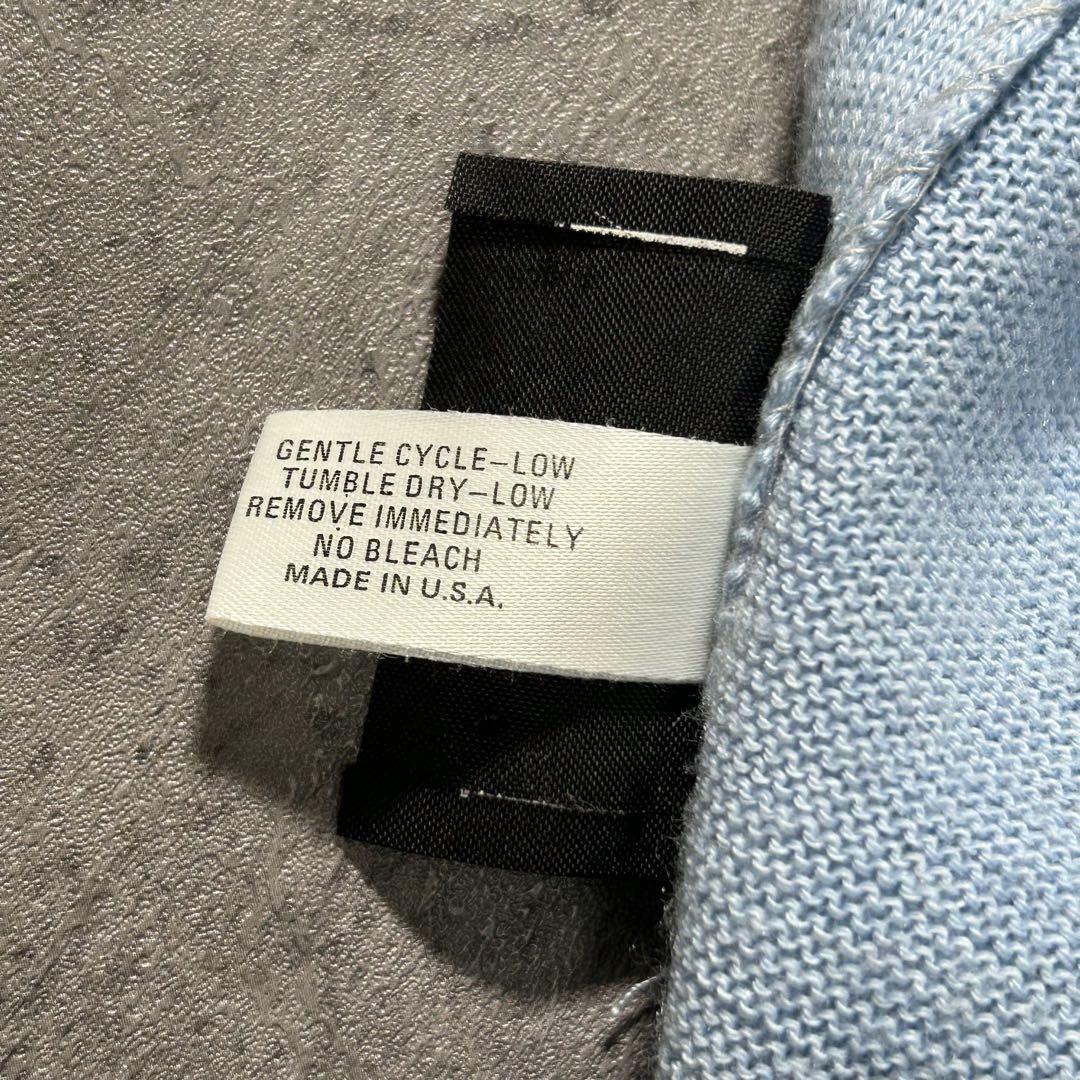 GENTLE CYCLE–LOW
TUMBLE DRY–LOW
REMOVE IMMEDIATELY
NO BLEACH
MADE IN U.S.A.